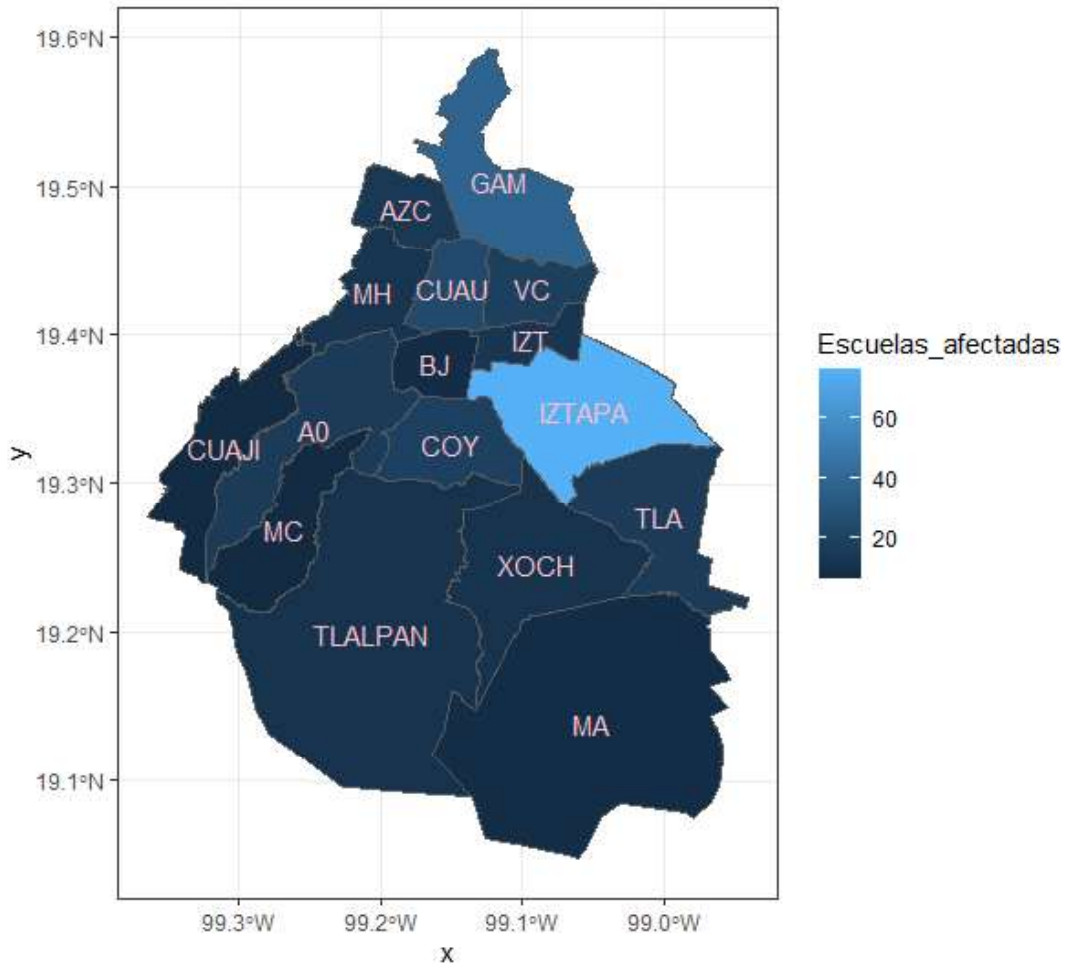 19.6°N
19.5°N
19.4°N
19.3°N
19.2°N
19.1°N
y
GAM
AZC
MH
CUAU
VC
IZT
BJ
IZTAPA
A0
CUAJI
COY
TLA
MC
XOCH
TLALPAN
MA
99.3°W
99.2°W
99.1°W
99.0°W
x
Escuelas_afectadas
60
40
20